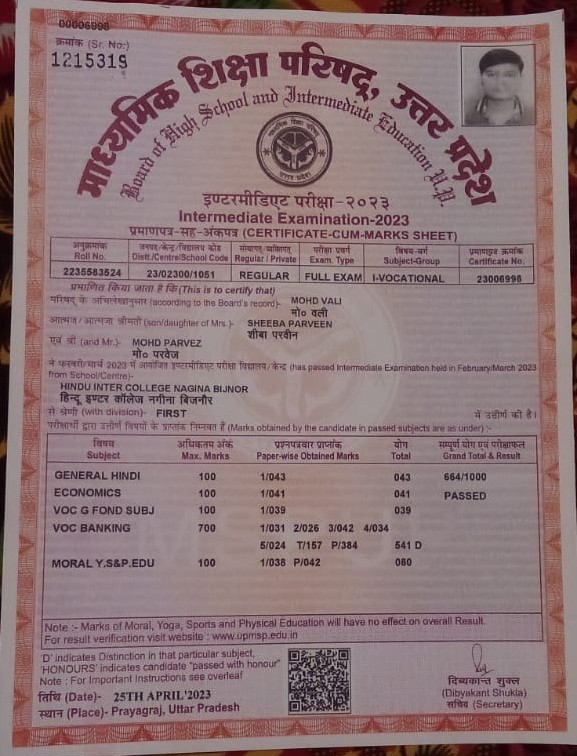 00006998
क्रमांक (Sr. No.)
1215319
माध्यमिक शिक्षा परिषद्, उत्तर प्रदेश
Board of High School and Intermediate Education U.P.
इण्टरमीडिएट परीक्षा-२०२३
Intermediate Examination-2023
प्रमाणपत्र-सह-अंकपत्र (CERTIFICATE-CUM-MARKS SHEET)
अनुक्रमांक जनपद/केन्द्र/विद्यालय कोड संस्थागत/व्यक्तिगत परीक्षा प्रवर्ग विषय-वर्ग प्रमाणपत्र क्रमांक
Roll No. Distt./Centre/School Code Regular / Private Exam. Type Subject-Group Certificate No.
2235583524 23/02300/1051 REGULAR FULL EXAM I-VOCATIONAL 23006998
प्रमाणित किया जाता है कि(This is to certify that)
परिषद् के अभिलेखानुसार (according to the Board's record)- MOHD VALI
मो० वली
आत्मज/आत्मजा श्रीमती (son/daughter of Mrs.)- SHEEBA PARVEEN
शीबा परवीन
एवं श्री (and Mr.)- MOHD PARVEZ
मो० परवेज
ने फरवरी/मार्च 2023 में आयोजित इण्टरमीडिएट परीक्षा विद्यालय/केन्द्र (has passed Intermediate Examination held in February/March 2023
from School/Centre)-
HINDU INTER COLLEGE NAGINA BIJNOR
हिन्दू इण्टर कॉलेज नगीना बिजनौर
से श्रेणी (with division)- FIRST में उत्तीर्ण की है।
परीक्षार्थी द्वारा उत्तीर्ण विषयों के प्राप्तांक निम्नवत हैं (Marks obtained by the candidate in passed subjects are as under) :-
विषय अधिकतम अंक प्रश्नपत्रवार प्राप्तांक योग सम्पूर्ण योग एवं परीक्षाफल
Subject Max. Marks Paper-wise Obtained Marks Total Grand Total & Result
GENERAL HINDI 100 1/043 043 664/1000
ECONOMICS 100 1/041 041 PASSED
VOC G FOND SUBJ 100 1/039 039
VOC BANKING 700 1/031 2/026 3/042 4/034
5/024 T/157 P/384 541 D
MORAL Y.S&P.EDU 100 1/038 P/042 080
Note :- Marks of Moral, Yoga, Sports and Physical Education will have no effect on overall Result.
For result verification visit website : www.upmsp.edu.in
'D' indicates Distinction in that particular subject,
'HONOURS' indicates candidate "passed with honour"
Note : For Important Instructions see overleaf
तिथि (Date)- 25TH APRIL'2023
स्थान (Place)- Prayagraj, Uttar Pradesh
दिब्यकान्त शुक्ल
(Dibyakant Shukla)
सचिव (Secretary)